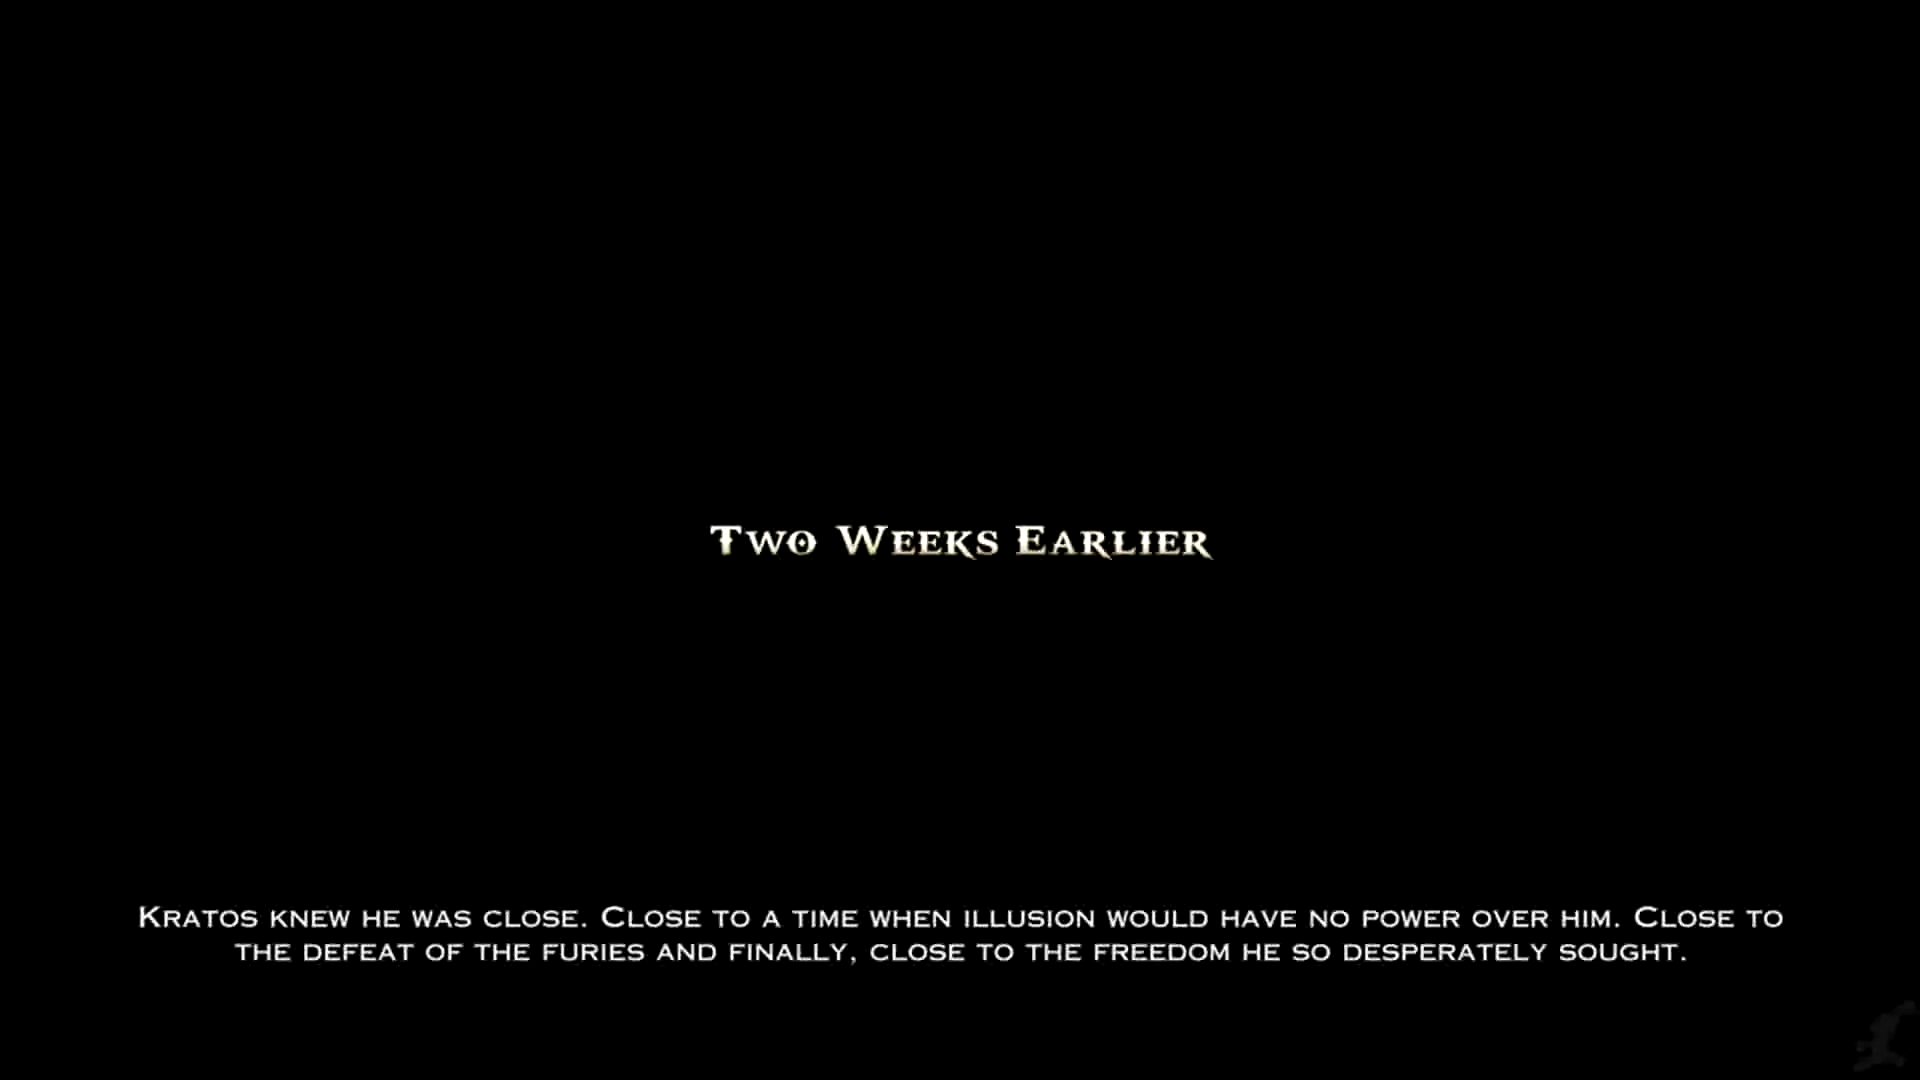 Two Weeks Earlier
Kratos knew he was close. Close to a time when illusion would have no power over him. Close to
the defeat of the Furies and finally, close to the freedom he so desperately sought.